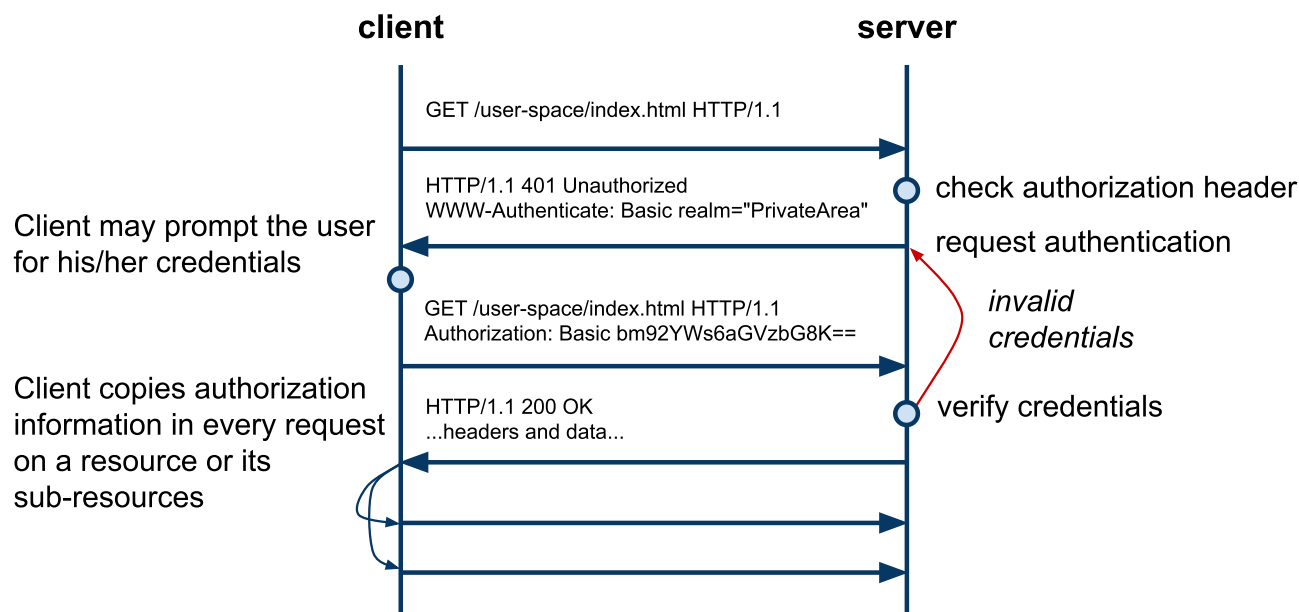 client
server
GET /user-space/index.html HTTP/1.1
HTTP/1.1 401 Unauthorized
WWW-Authenticate: Basic realm="PrivateArea"
check authorization header
request authentication
Client may prompt the user
for his/her credentials
invalid
credentials
GET /user-space/index.html HTTP/1.1
Authorization: Basic bm92YWs6aGVzbG8K==
Client copies authorization
information in every request
on a resource or its
sub-resources
HTTP/1.1 200 OK
...headers and data...
verify credentials